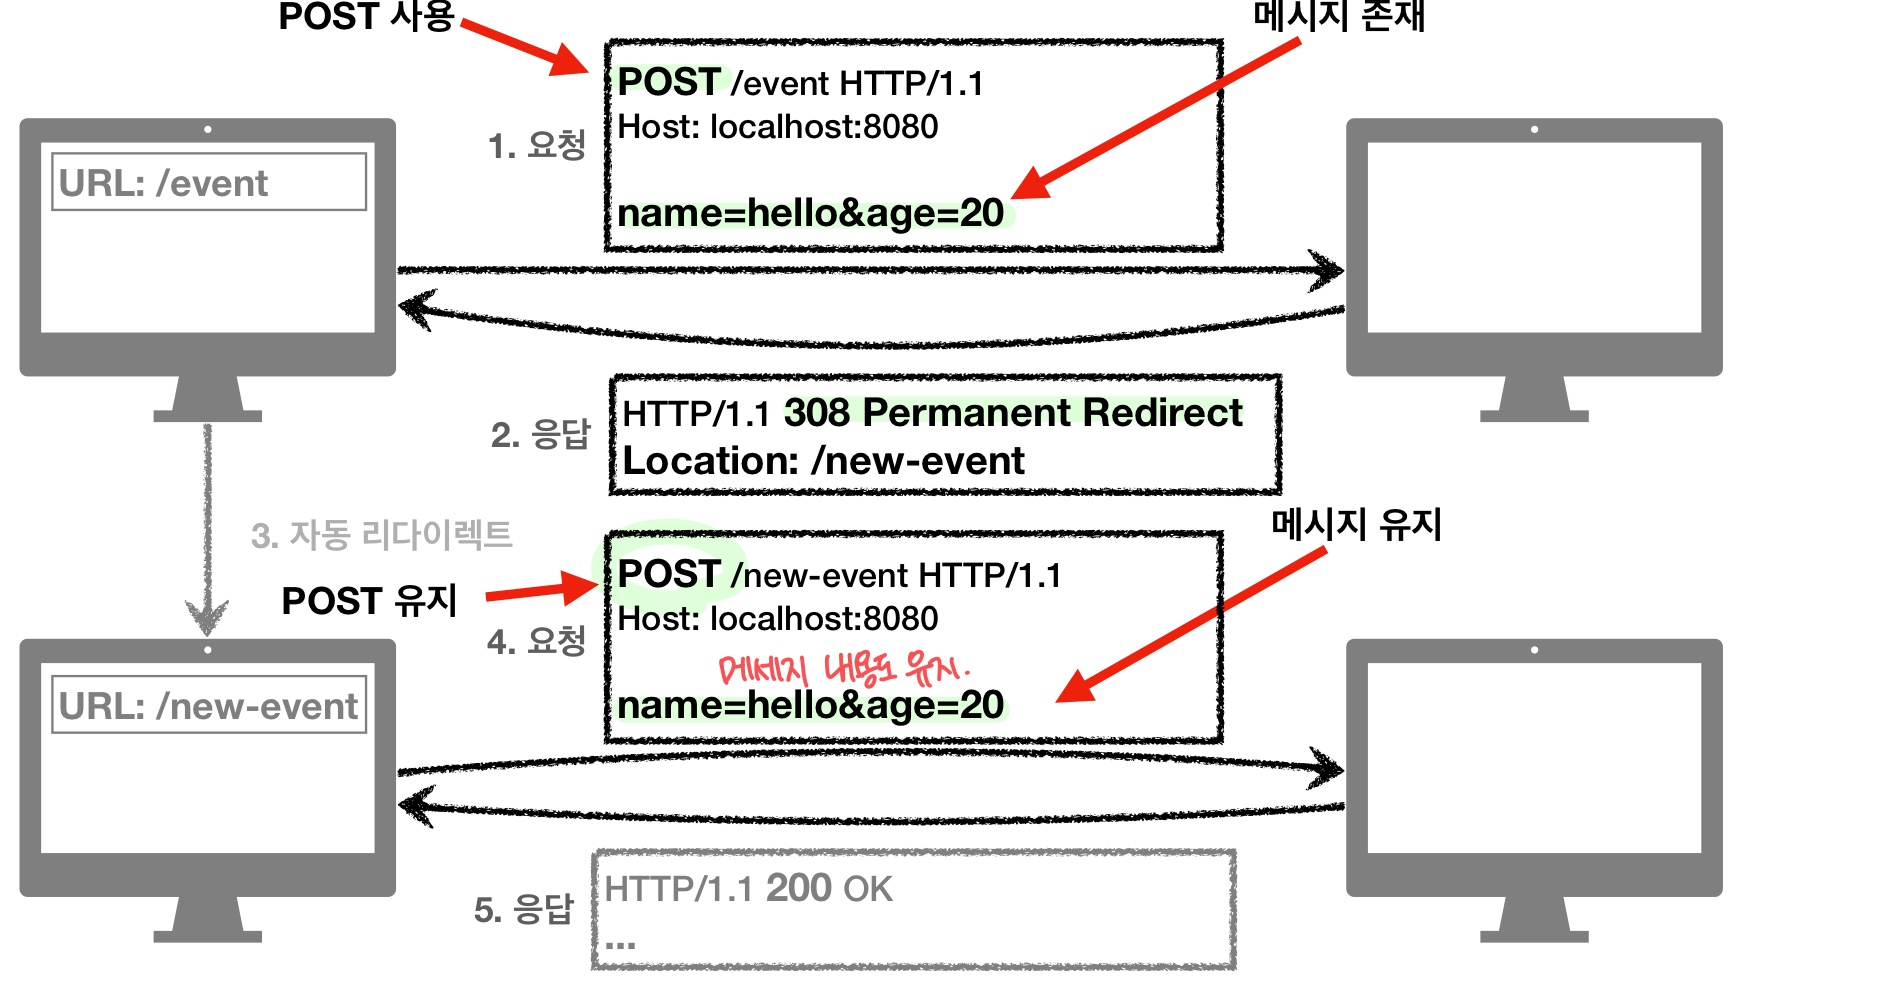 POST 사용
메시지 존재
POST /event HTTP/1.1
Host: localhost:8080
1. 요청
name=hello&age=20
URL: /event
2. 응답
HTTP/1.1 308 Permanent Redirect
Location: /new-event
3. 자동 리다이렉트
메시지 유지
POST 유지
POST /new-event HTTP/1.1
Host: localhost:8080
4. 요청
메세지 내용도 유지.
name=hello&age=20
URL: /new-event
5. 응답
HTTP/1.1 200 OK
...